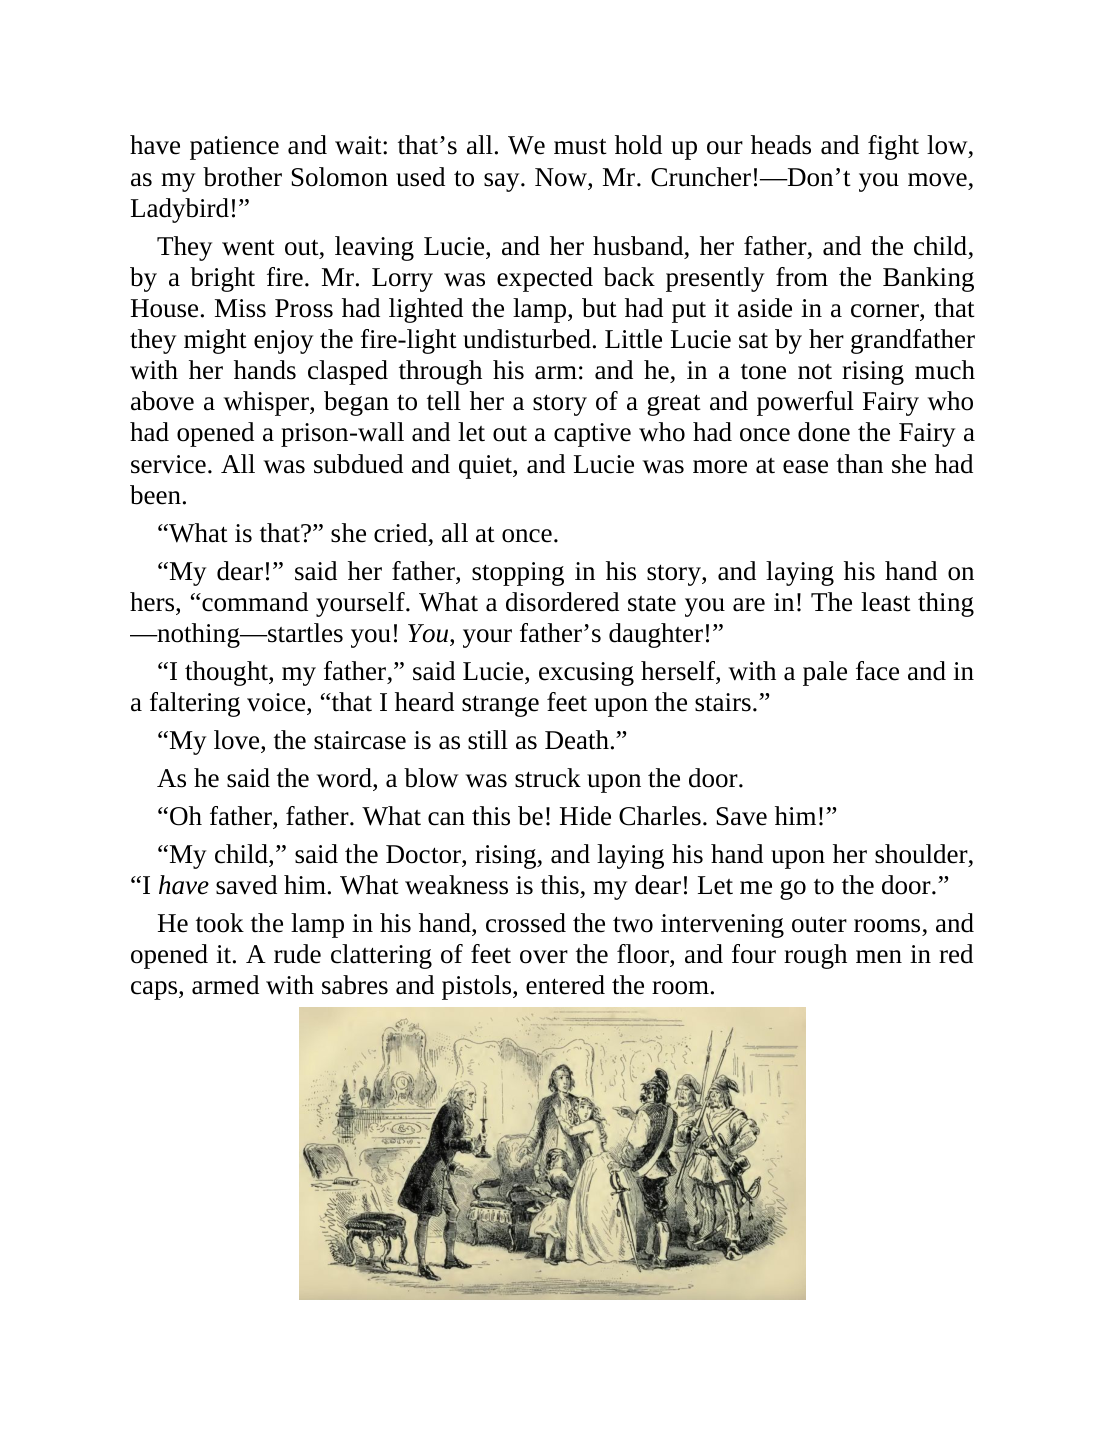 have patience and wait: that’s all. We must hold up our heads and fight low,
as my brother Solomon used to say. Now, Mr. Cruncher!—Don’t you move,
Ladybird!”
They went out, leaving Lucie, and her husband, her father, and the child,
by a bright fire. Mr. Lorry was expected back presently from the Banking
House. Miss Pross had lighted the lamp, but had put it aside in a corner, that
they might enjoy the fire-light undisturbed. Little Lucie sat by her grandfather
with her hands clasped through his arm: and he, in a tone not rising much
above a whisper, began to tell her a story of a great and powerful Fairy who
had opened a prison-wall and let out a captive who had once done the Fairy a
service. All was subdued and quiet, and Lucie was more at ease than she had
been.
“What is that?” she cried, all at once.
“My dear!” said her father, stopping in his story, and laying his hand on
hers, “command yourself. What a disordered state you are in! The least thing
—nothing—startles you! You, your father’s daughter!”
“I thought, my father,” said Lucie, excusing herself, with a pale face and in
a faltering voice, “that I heard strange feet upon the stairs.”
“My love, the staircase is as still as Death.”
As he said the word, a blow was struck upon the door.
“Oh father, father. What can this be! Hide Charles. Save him!”
“My child,” said the Doctor, rising, and laying his hand upon her shoulder,
“I have saved him. What weakness is this, my dear! Let me go to the door.”
He took the lamp in his hand, crossed the two intervening outer rooms, and
opened it. A rude clattering of feet over the floor, and four rough men in red
caps, armed with sabres and pistols, entered the room.